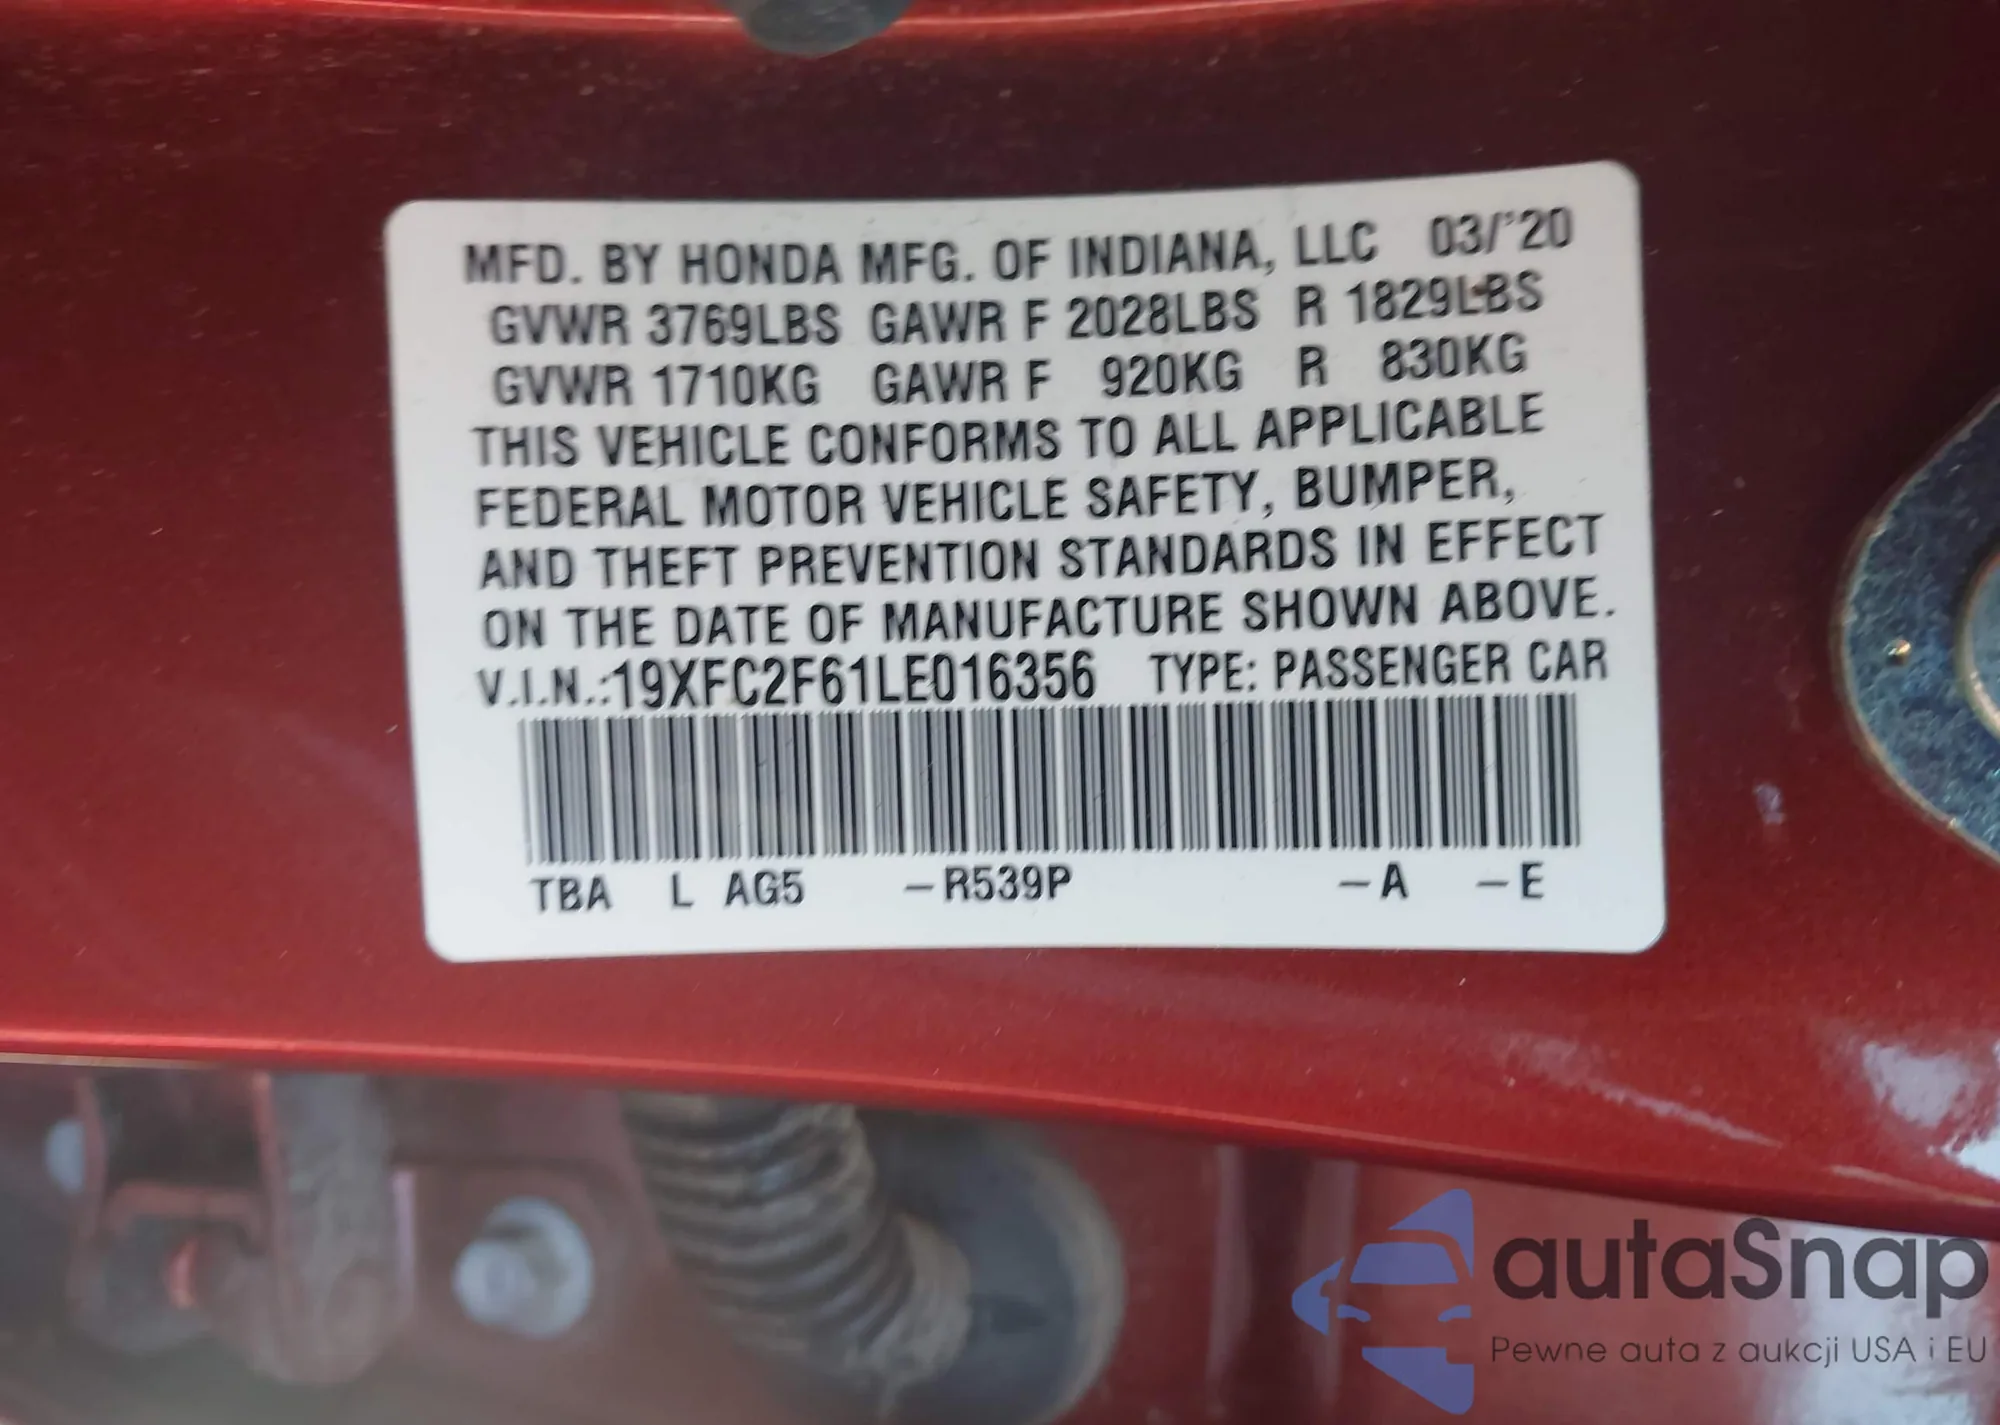 MFD. BY HONDA MFG. OF INDIANA, LLC 03/'20
GVWR 3769LBS GAWR F 2028LBS R 1829LBS
GVWR 1710KG GAWR F 920KG R 830KG
THIS VEHICLE CONFORMS TO ALL APPLICABLE
FEDERAL MOTOR VEHICLE SAFETY, BUMPER,
AND THEFT PREVENTION STANDARDS IN EFFECT
ON THE DATE OF MANUFACTURE SHOWN ABOVE.
V.I.N.:19XFC2F61LE016356 TYPE: PASSENGER CAR
TBA L AG5 –R539P –A –E
autaSnap
Pewne auta z aukcji USA i EU